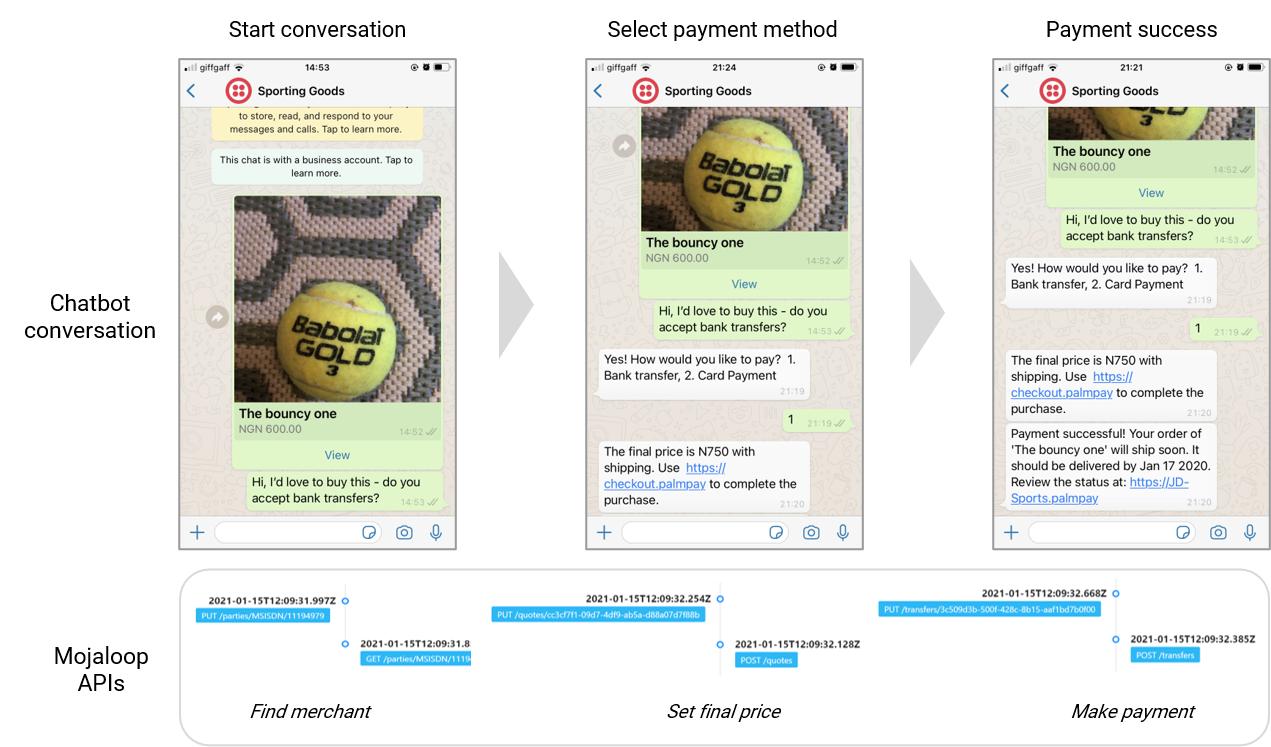 Start conversation
Select payment method
Payment success
Chatbot
conversation
giffgaff
14:53
Sporting Goods
to store, read, and respond to your
messages and calls. Tap to learn more.
This chat is with a business account. Tap to
learn more.
Babolat
GOLD
3
The bouncy one
NGN 600.00
14:52
View
Hi, I'd love to buy this - do you
accept bank transfers?
14:53
giffgaff
21:24
Sporting Goods
Babolat
GOLD
3
The bouncy one
NGN 600.00
14:52
View
Hi, I'd love to buy this - do you
accept bank transfers?
14:53
Yes! How would you like to pay? 1.
Bank transfer, 2. Card Payment
21:19
1
21:19
The final price is N750 with
shipping. Use https://
checkout.palmpay to complete the
purchase.
21:20
giffgaff
21:21
Sporting Goods
3
The bouncy one
NGN 600.00
14:52
View
Hi, I'd love to buy this - do you
accept bank transfers?
14:53
Yes! How would you like to pay? 1.
Bank transfer, 2. Card Payment
21:19
1
21:19
The final price is N750 with
shipping. Use https://
checkout.palmpay to complete the
purchase.
21:20
Payment successful! Your order of
'The bouncy one' will ship soon. It
should be delivered by Jan 17 2020.
Review the status at: https://JD-
Sports.palmpay
21:20
Mojaloop
APIs
2021-01-15T12:09:31.997Z
PUT /parties/MSISDN/11194979
2021-01-15T12:09:31.8
GET /parties/MSISDN/1119
Find merchant
2021-01-15T12:09:32.254Z
PUT /quotes/cc3cf7f1-09d7-4df9-ab5a-d88a07d7f88b
2021-01-15T12:09:32.128Z
POST /quotes
Set final price
2021-01-15T12:09:32.668Z
PUT /transfers/3c509d3b-500f-428c-8b15-aaf1bd7b0f00
2021-01-15T12:09:32.385Z
POST /transfers
Make payment